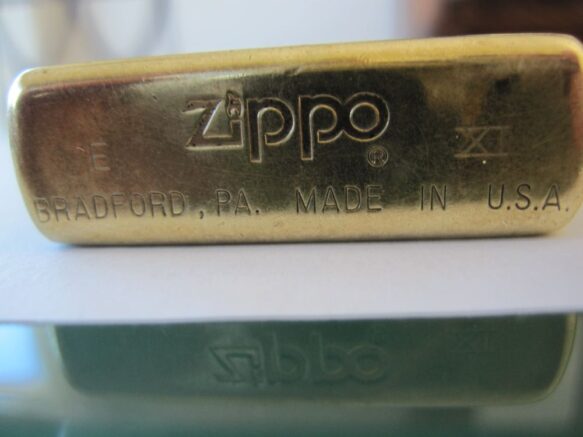 Zippo
E ® XI
BRADFORD, PA. MADE IN U.S.A.